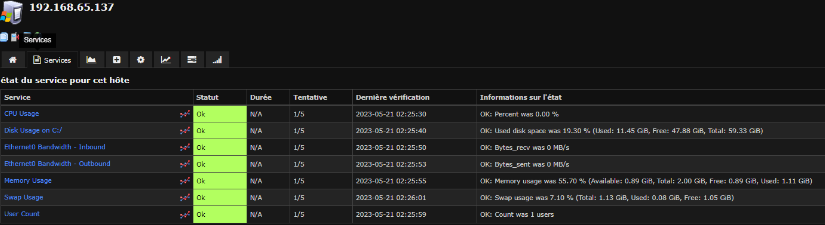 192.168.65.137
Services
Services
état du service pour cet hôte
Service Statut Durée Tentative Dernière vérification Informations sur l'état
CPU Usage Ok N/A 1/5 2023-05-21 02:25:30 OK: Percent was 0.00 %
Disk Usage on C:/ Ok N/A 1/5 2023-05-21 02:25:40 OK: Used disk space was 19.30 % (Used: 11.45 GiB, Free: 47.88 GiB, Total: 59.33 GiB)
Ethernet0 Bandwidth - Inbound Ok N/A 1/5 2023-05-21 02:25:50 OK: Bytes_recv was 0 MB/s
Ethernet0 Bandwidth - Outbound Ok N/A 1/5 2023-05-21 02:25:53 OK: Bytes_sent was 0 MB/s
Memory Usage Ok N/A 1/5 2023-05-21 02:25:55 OK: Memory usage was 55.70 % (Available: 0.89 GiB, Total: 2.00 GiB, Free: 0.89 GiB, Used: 1.11 GiB)
Swap Usage Ok N/A 1/5 2023-05-21 02:26:01 OK: Swap usage was 7.10 % (Total: 1.13 GiB, Used: 0.08 GiB, Free: 1.05 GiB)
User Count Ok N/A 1/5 2023-05-21 02:25:59 OK: Count was 1 users